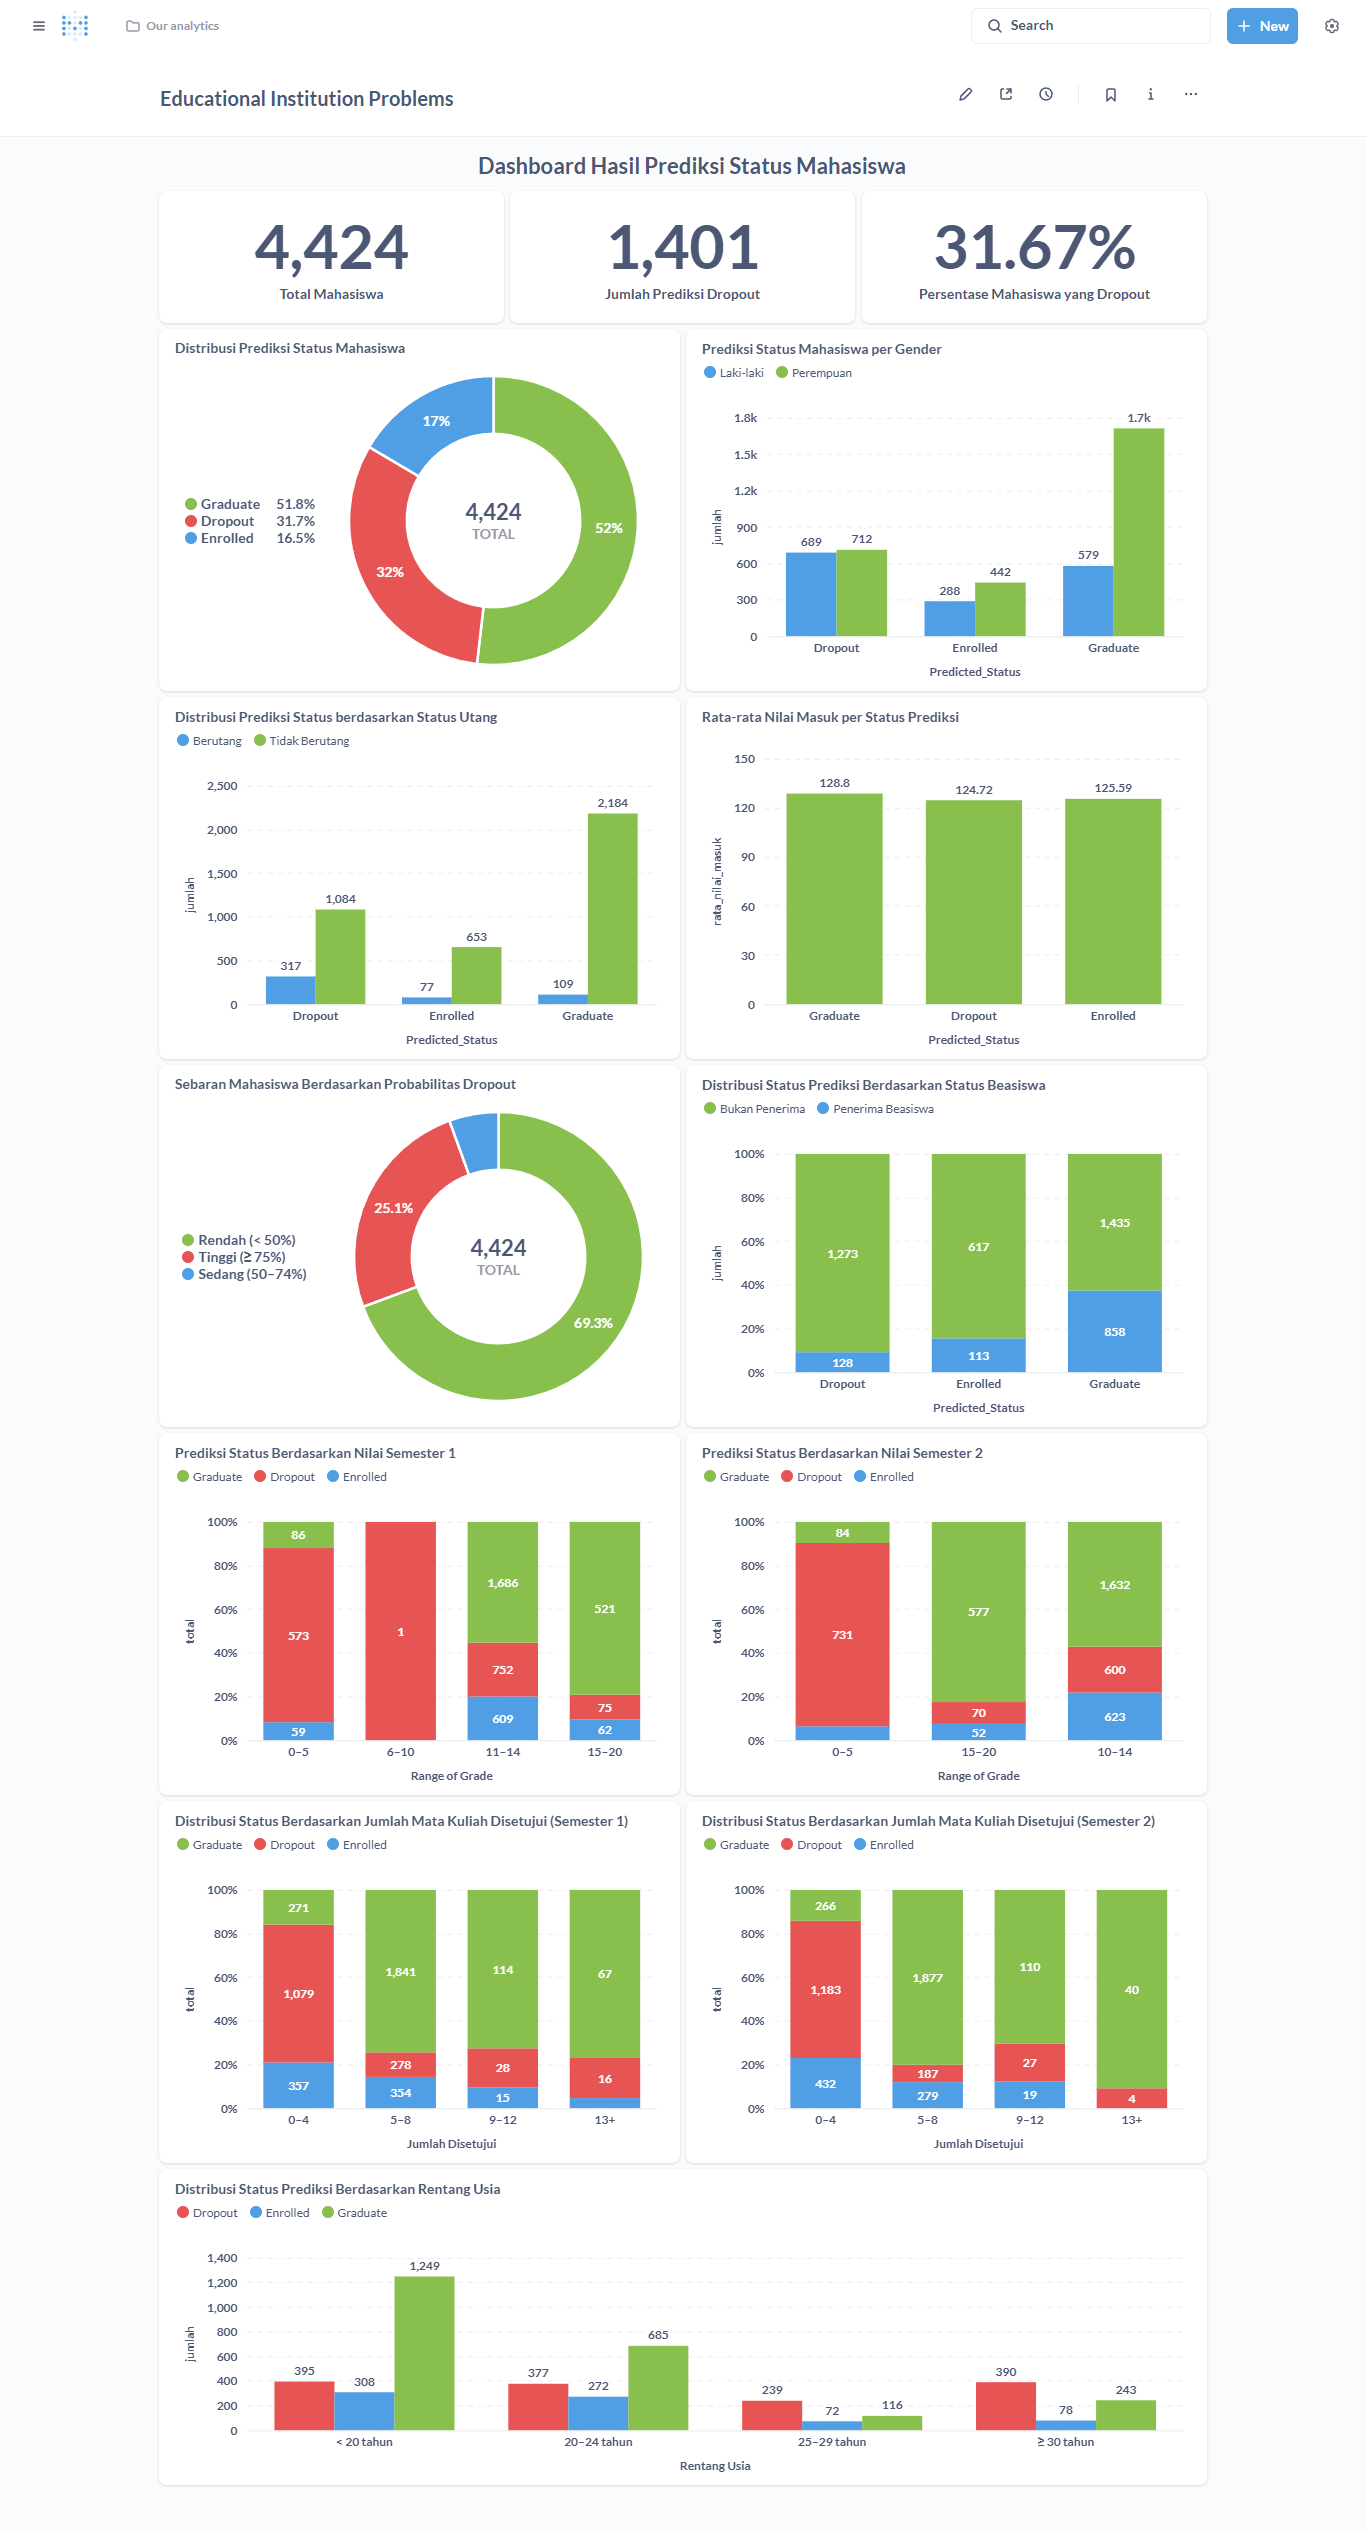 Our analytics
Search
New
Educational Institution Problems
Dashboard Hasil Prediksi Status Mahasiswa
4,424
Total Mahasiswa
1,401
Jumlah Prediksi Dropout
31.67%
Persentase Mahasiswa yang Dropout
Distribusi Prediksi Status Mahasiswa
Graduate 51.8%
Dropout 31.7%
Enrolled 16.5%
17%
52%
32%
4,424
TOTAL
Prediksi Status Mahasiswa per Gender
Laki-laki Perempuan
jumlah
1.8k
1.5k
1.2k
900
600
300
0
689 712 288 442 579 1.7k
Dropout Enrolled Graduate
Predicted_Status
Distribusi Prediksi Status berdasarkan Status Utang
Berutang Tidak Berutang
jumlah
2,500
2,000
1,500
1,000
500
0
317 1,084 77 653 109 2,184
Dropout Enrolled Graduate
Predicted_Status
Rata-rata Nilai Masuk per Status Prediksi
rata_nilai_masuk
150
120
90
60
30
0
128.8 124.72 125.59
Graduate Dropout Enrolled
Predicted_Status
Sebaran Mahasiswa Berdasarkan Probabilitas Dropout
Rendah (< 50%)
Tinggi (≥ 75%)
Sedang (50–74%)
25.1%
69.3%
4,424
TOTAL
Distribusi Status Prediksi Berdasarkan Status Beasiswa
Bukan Penerima Penerima Beasiswa
jumlah
100%
80%
60%
40%
20%
0%
1,273 617 1,435
128 113 858
Dropout Enrolled Graduate
Predicted_Status
Prediksi Status Berdasarkan Nilai Semester 1
Graduate Dropout Enrolled
total
100%
80%
60%
40%
20%
0%
86 1,686 521
573 1 752 75
59 609 62
0–5 6–10 11–14 15–20
Range of Grade
Prediksi Status Berdasarkan Nilai Semester 2
Graduate Dropout Enrolled
total
100%
80%
60%
40%
20%
0%
84 577 1,632
731 70 600
52 623
0–5 15–20 10–14
Range of Grade
Distribusi Status Berdasarkan Jumlah Mata Kuliah Disetujui (Semester 1)
Graduate Dropout Enrolled
total
100%
80%
60%
40%
20%
0%
271 1,841 114 67
1,079 278 28 16
357 354 15
0–4 5–8 9–12 13+
Jumlah Disetujui
Distribusi Status Berdasarkan Jumlah Mata Kuliah Disetujui (Semester 2)
Graduate Dropout Enrolled
total
100%
80%
60%
40%
20%
0%
266 1,877 110 40
1,183 187 27 4
432 279 19
0–4 5–8 9–12 13+
Jumlah Disetujui
Distribusi Status Prediksi Berdasarkan Rentang Usia
Dropout Enrolled Graduate
jumlah
1,400
1,200
1,000
800
600
400
200
0
395 308 1,249 377 272 685 239 72 116 390 78 243
< 20 tahun 20–24 tahun 25–29 tahun ≥ 30 tahun
Rentang Usia